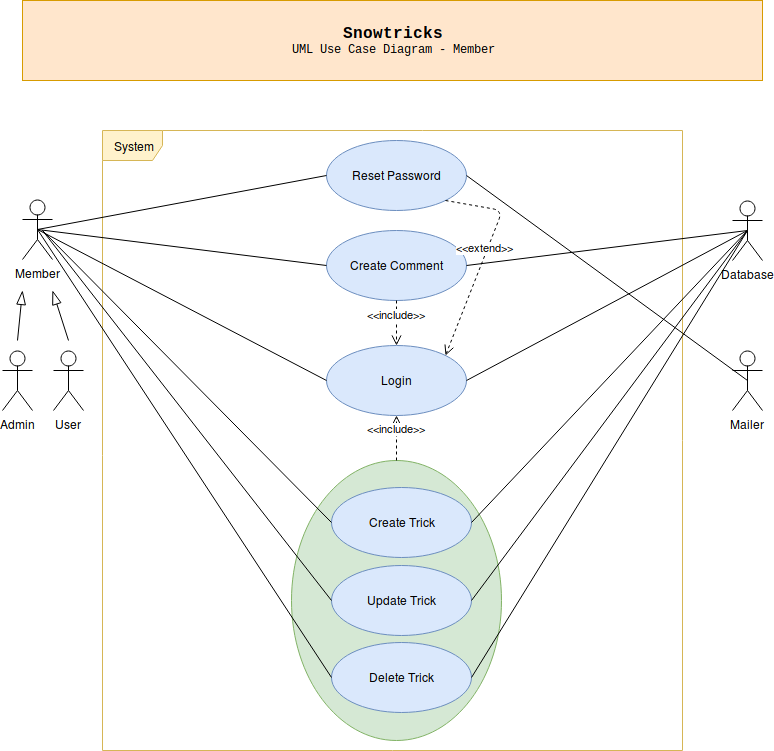 Snowtricks
UML Use Case Diagram - Member
System
Reset Password
<<extend>>
Create Comment
Member
Database
<<include>>
Login
Admin
User
Mailer
<<include>>
Create Trick
Update Trick
Delete Trick